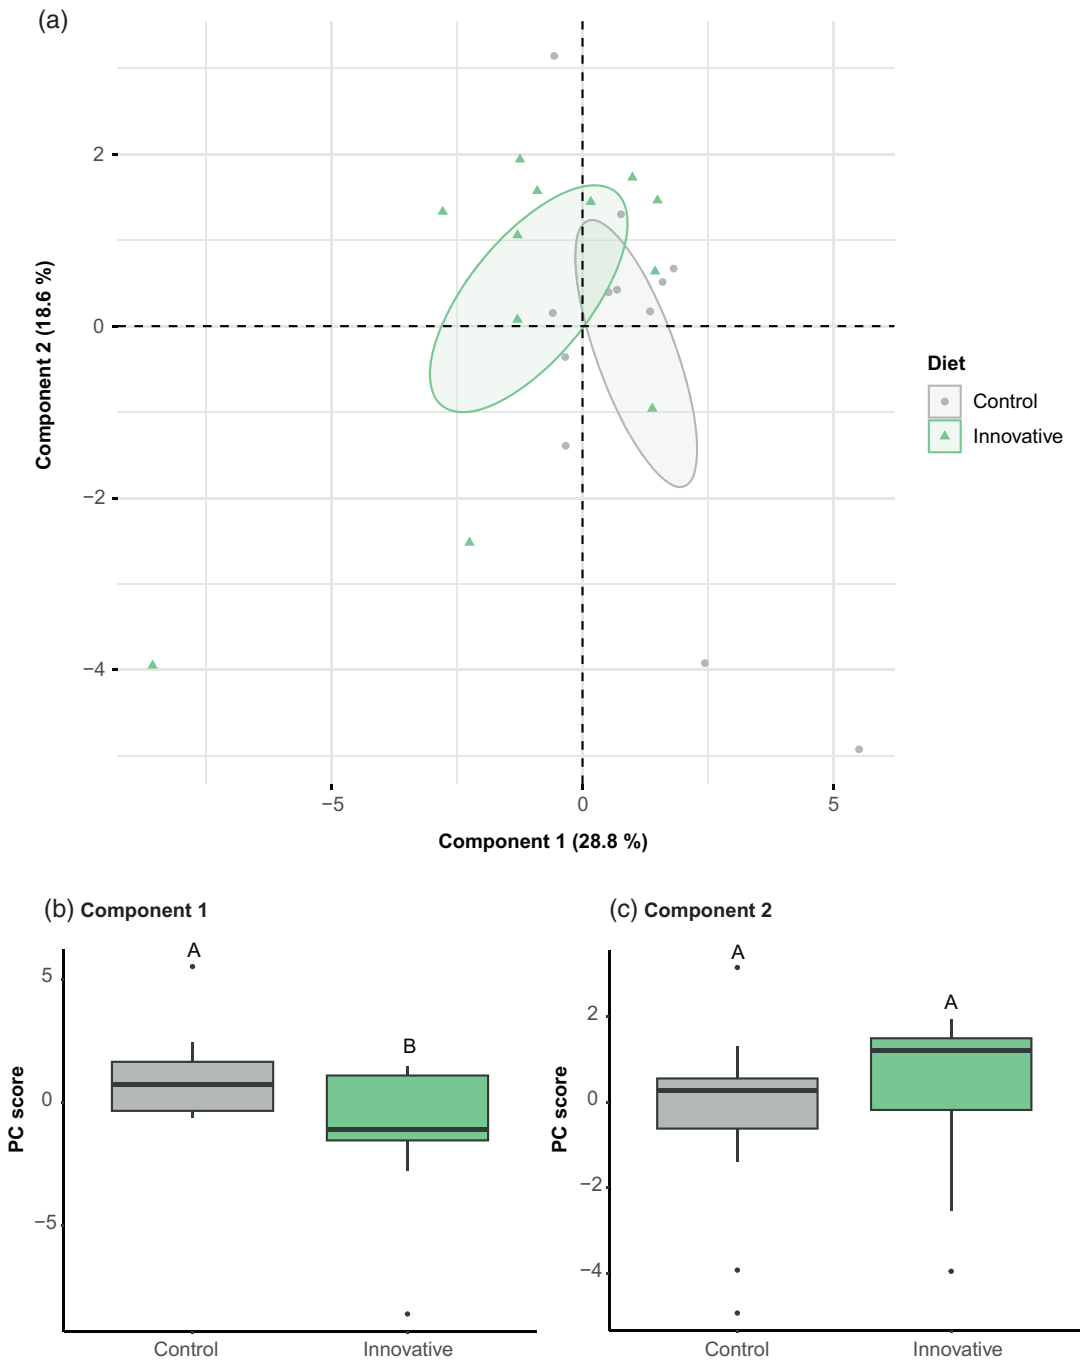 (a)
2
0
−2
−4
Component 2 (18.6 %)
−5
0
5
Component 1 (28.8 %)
Diet
Control
Innovative
(b) Component 1
A
B
5
0
−5
PC score
Control
Innovative
(c) Component 2
A
A
2
0
−2
−4
PC score
Control
Innovative